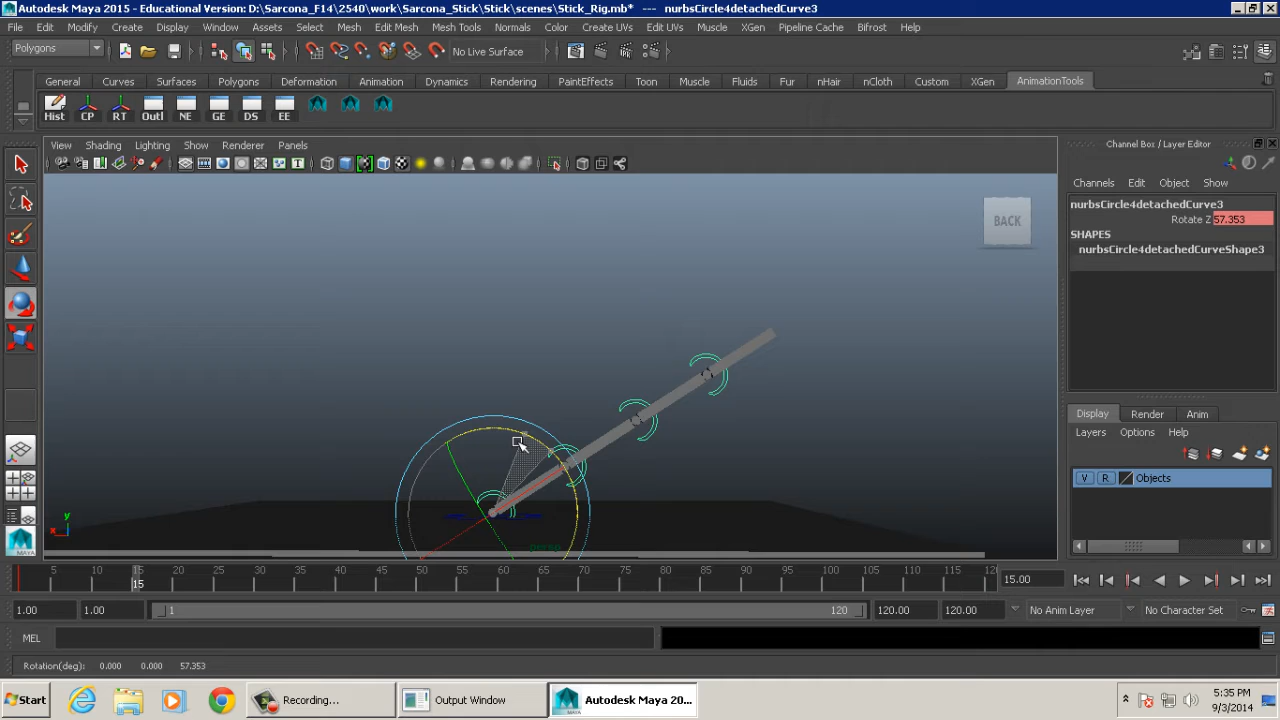 Autodesk Maya 2015 - Educational Version: D:\Sarcona_F14\2540\work\Sarcona_Stick\Stick\scenes\Stick_Rig.mb* --- nurbsCircle4detachedCurve3
File Edit Modify Create Display Window Assets Select Mesh Edit Mesh Mesh Tools Normals Color Create UVs Edit UVs Muscle XGen Pipeline Cache Bifrost Help
Polygons No Live Surface
General Curves Surfaces Polygons Deformation Animation Dynamics Rendering PaintEffects Toon Muscle Fluids Fur nHair nCloth Custom XGen AnimationTools
Hist CP RT Outl NE GE DS EE
View Shading Lighting Show Renderer Panels
Channel Box / Layer Editor
Channels Edit Object Show
nurbsCircle4detachedCurve3
Rotate Z 57.353
SHAPES
nurbsCircle4detachedCurveShape3
BACK
persp
y
x
Display Render Anim
Layers Options Help
V R Objects
5 10 15 20 25 30 35 40 45 50 55 60 65 70 75 80 85 90 95 100 105 110 115 12
15
15.00
1.00 1.00 1 120 120.00 120.00 No Anim Layer No Character Set
MEL
Rotation(deg): 0.000 0.000 57.353
Start Recording... Output Window Autodesk Maya 20... 5:35 PM
9/3/2014